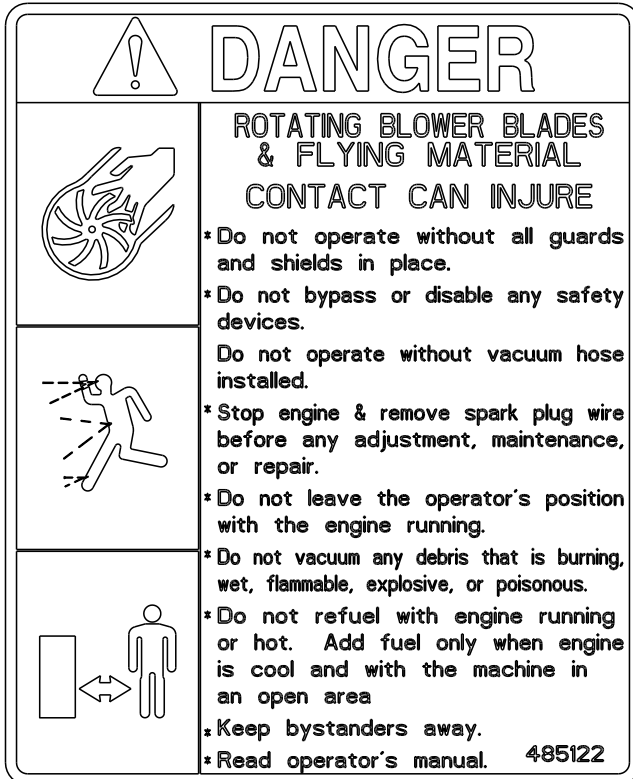 DANGER
ROTATING BLOWER BLADES
& FLYING MATERIAL
CONTACT CAN INJURE
* Do not operate without all guards
and shields in place.
* Do not bypass or disable any safety
devices.
Do not operate without vacuum hose
installed.
* Stop engine & remove spark plug wire
before any adjustment, maintenance,
or repair.
* Do not leave the operator's position
with the engine running.
* Do not vacuum any debris that is burning,
wet, flammable, explosive, or poisonous.
* Do not refuel with engine running
or hot. Add fuel only when engine
is cool and with the machine in
an open area
* Keep bystanders away.
* Read operator's manual. 485122